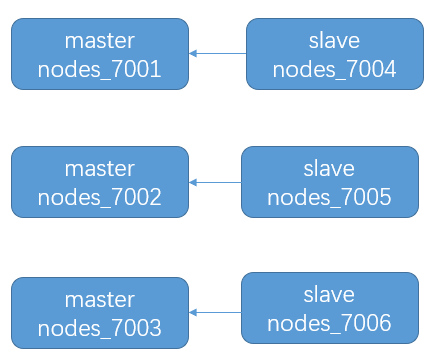 master
nodes_7001
slave
nodes_7004
master
nodes_7002
slave
nodes_7005
master
nodes_7003
slave
nodes_7006